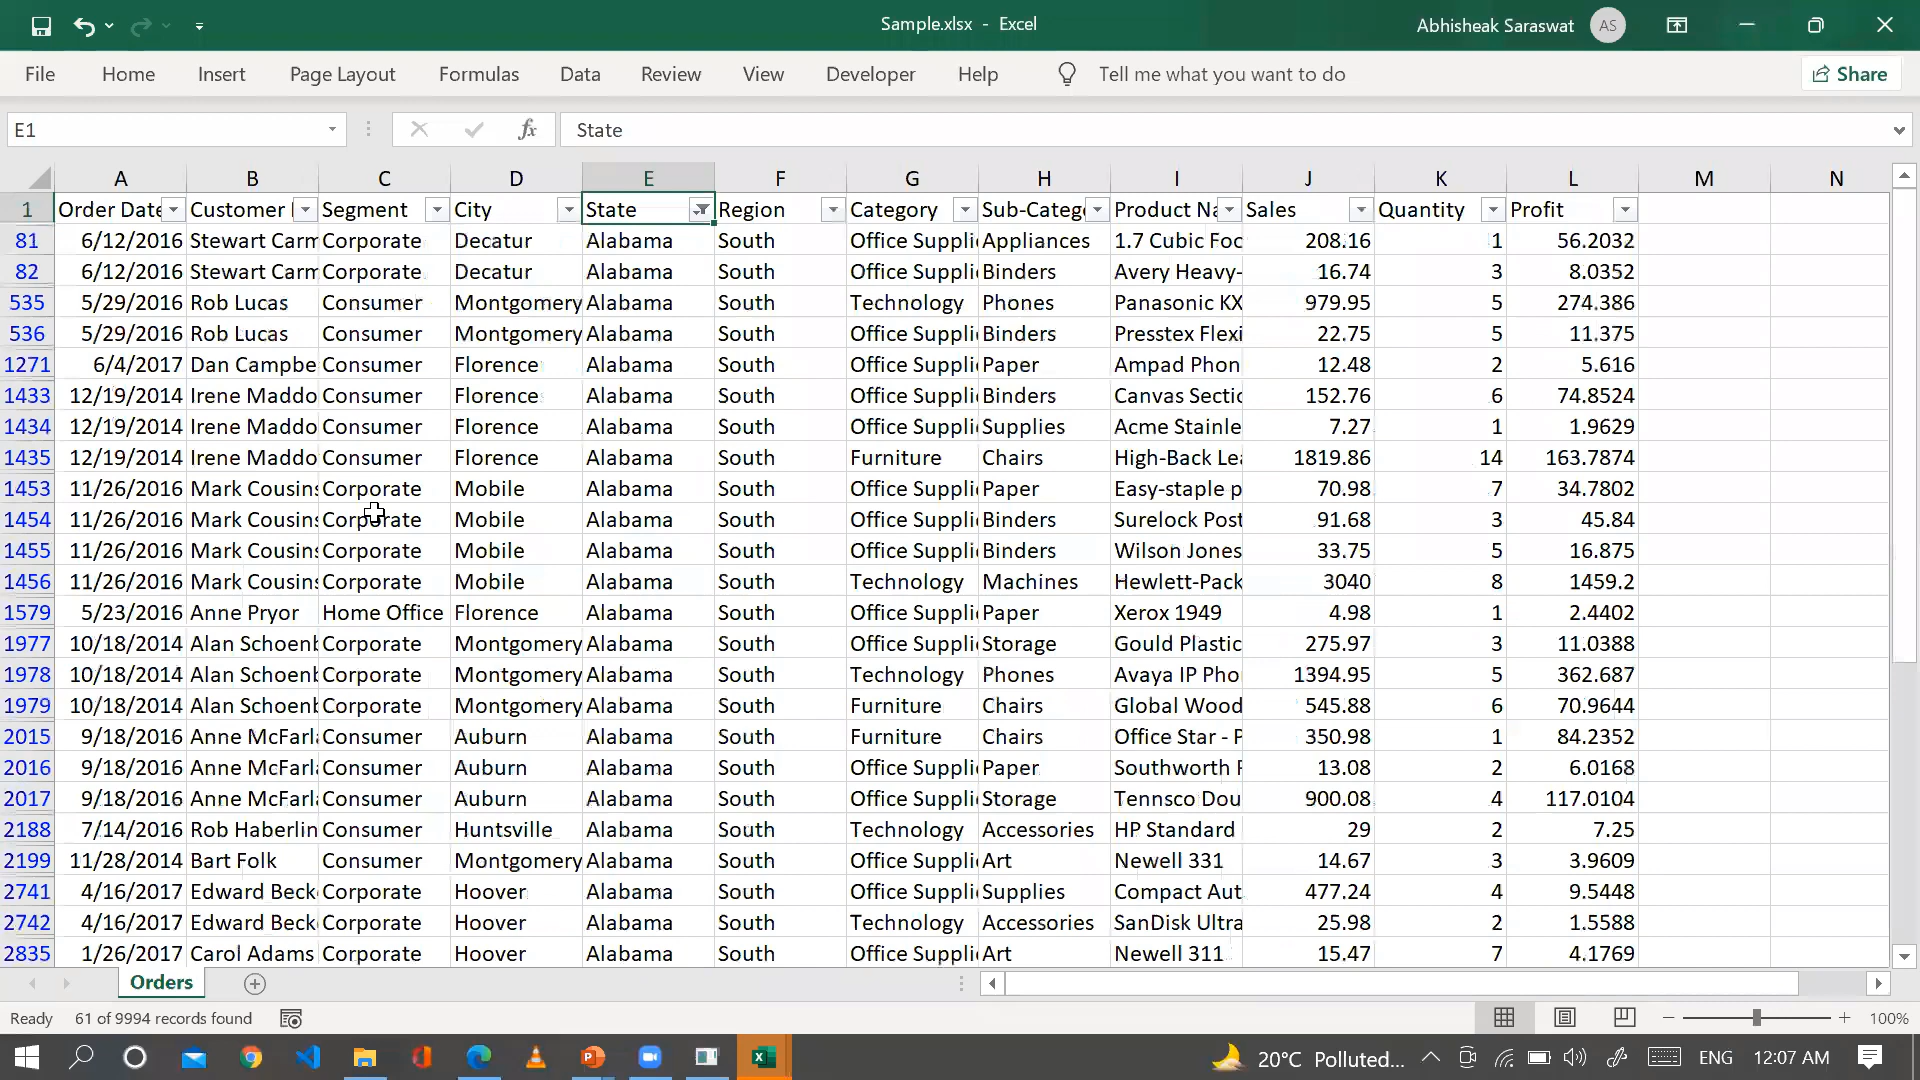 Sample.xlsx - Excel
Abhisheak Saraswat AS
File Home Insert Page Layout Formulas Data Review View Developer Help Tell me what you want to do Share
E1 fx State
A B C D E F G H I J K L M N
1 Order Date Customer Segment City State Region Category Sub-Categ Product Na Sales Quantity Profit
81 6/12/2016 Stewart Carm Corporate Decatur Alabama South Office Suppli Appliances 1.7 Cubic Foo 208.16 1 56.2032
82 6/12/2016 Stewart Carm Corporate Decatur Alabama South Office Suppli Binders Avery Heavy- 16.74 3 8.0352
535 5/29/2016 Rob Lucas Consumer Montgomery Alabama South Technology Phones Panasonic KX 979.95 5 274.386
536 5/29/2016 Rob Lucas Consumer Montgomery Alabama South Office Suppli Binders Presstex Flexi 22.75 5 11.375
1271 6/4/2017 Dan Campbe Consumer Florence Alabama South Office Suppli Paper Ampad Phon 12.48 2 5.616
1433 12/19/2014 Irene Maddo Consumer Florence Alabama South Office Suppli Binders Canvas Sectio 152.76 6 74.8524
1434 12/19/2014 Irene Maddo Consumer Florence Alabama South Office Suppli Supplies Acme Stainle 7.27 1 1.9629
1435 12/19/2014 Irene Maddo Consumer Florence Alabama South Furniture Chairs High-Back Lea 1819.86 14 163.7874
1453 11/26/2016 Mark Cousins Corporate Mobile Alabama South Office Suppli Paper Easy-staple p 70.98 7 34.7802
1454 11/26/2016 Mark Cousins Corporate Mobile Alabama South Office Suppli Binders Surelock Post 91.68 3 45.84
1455 11/26/2016 Mark Cousins Corporate Mobile Alabama South Office Suppli Binders Wilson Jones 33.75 5 16.875
1456 11/26/2016 Mark Cousins Corporate Mobile Alabama South Technology Machines Hewlett-Pack 3040 8 1459.2
1579 5/23/2016 Anne Pryor Home Office Florence Alabama South Office Suppli Paper Xerox 1949 4.98 1 2.4402
1977 10/18/2014 Alan Schoenb Corporate Montgomery Alabama South Office Suppli Storage Gould Plastic 275.97 3 11.0388
1978 10/18/2014 Alan Schoenb Corporate Montgomery Alabama South Technology Phones Avaya IP Pho 1394.95 5 362.687
1979 10/18/2014 Alan Schoenb Corporate Montgomery Alabama South Furniture Chairs Global Wood 545.88 6 70.9644
2015 9/18/2016 Anne McFarla Consumer Auburn Alabama South Furniture Chairs Office Star - P 350.98 1 84.2352
2016 9/18/2016 Anne McFarla Consumer Auburn Alabama South Office Suppli Paper Southworth 13.08 2 6.0168
2017 9/18/2016 Anne McFarla Consumer Auburn Alabama South Office Suppli Storage Tennsco Dou 900.08 4 117.0104
2188 7/14/2016 Rob Haberlin Consumer Huntsville Alabama South Technology Accessories HP Standard 29 2 7.25
2199 11/28/2014 Bart Folk Consumer Montgomery Alabama South Office Suppli Art Newell 331 14.67 3 3.9609
2741 4/16/2017 Edward Beck Corporate Hoover Alabama South Office Suppli Supplies Compact Aut 477.24 4 9.5448
2742 4/16/2017 Edward Beck Corporate Hoover Alabama South Technology Accessories SanDisk Ultra 25.98 2 1.5588
2835 1/26/2017 Carol Adams Corporate Hoover Alabama South Office Suppli Art Newell 311 15.47 7 4.1769
Orders
Ready 61 of 9994 records found 100%
20°C Polluted... ENG 12:07 AM